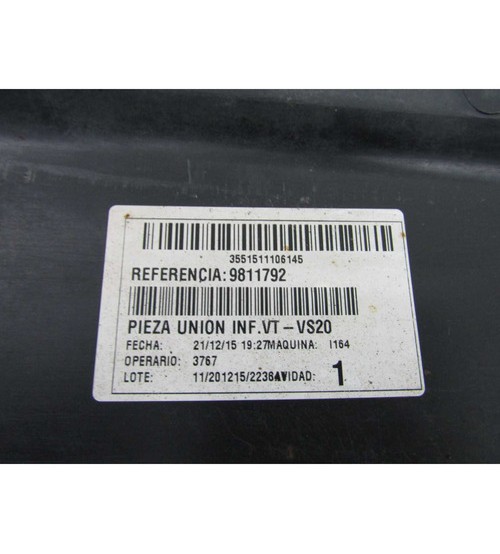 3551511106145
REFERENCIA:9811792
PIEZA UNION INF.VT-VS20
FECHA: 21/12/15 19:27MAQUINA: I164
OPERARIO: 3767
LOTE: 11/201215/2236AVIDAD: 1